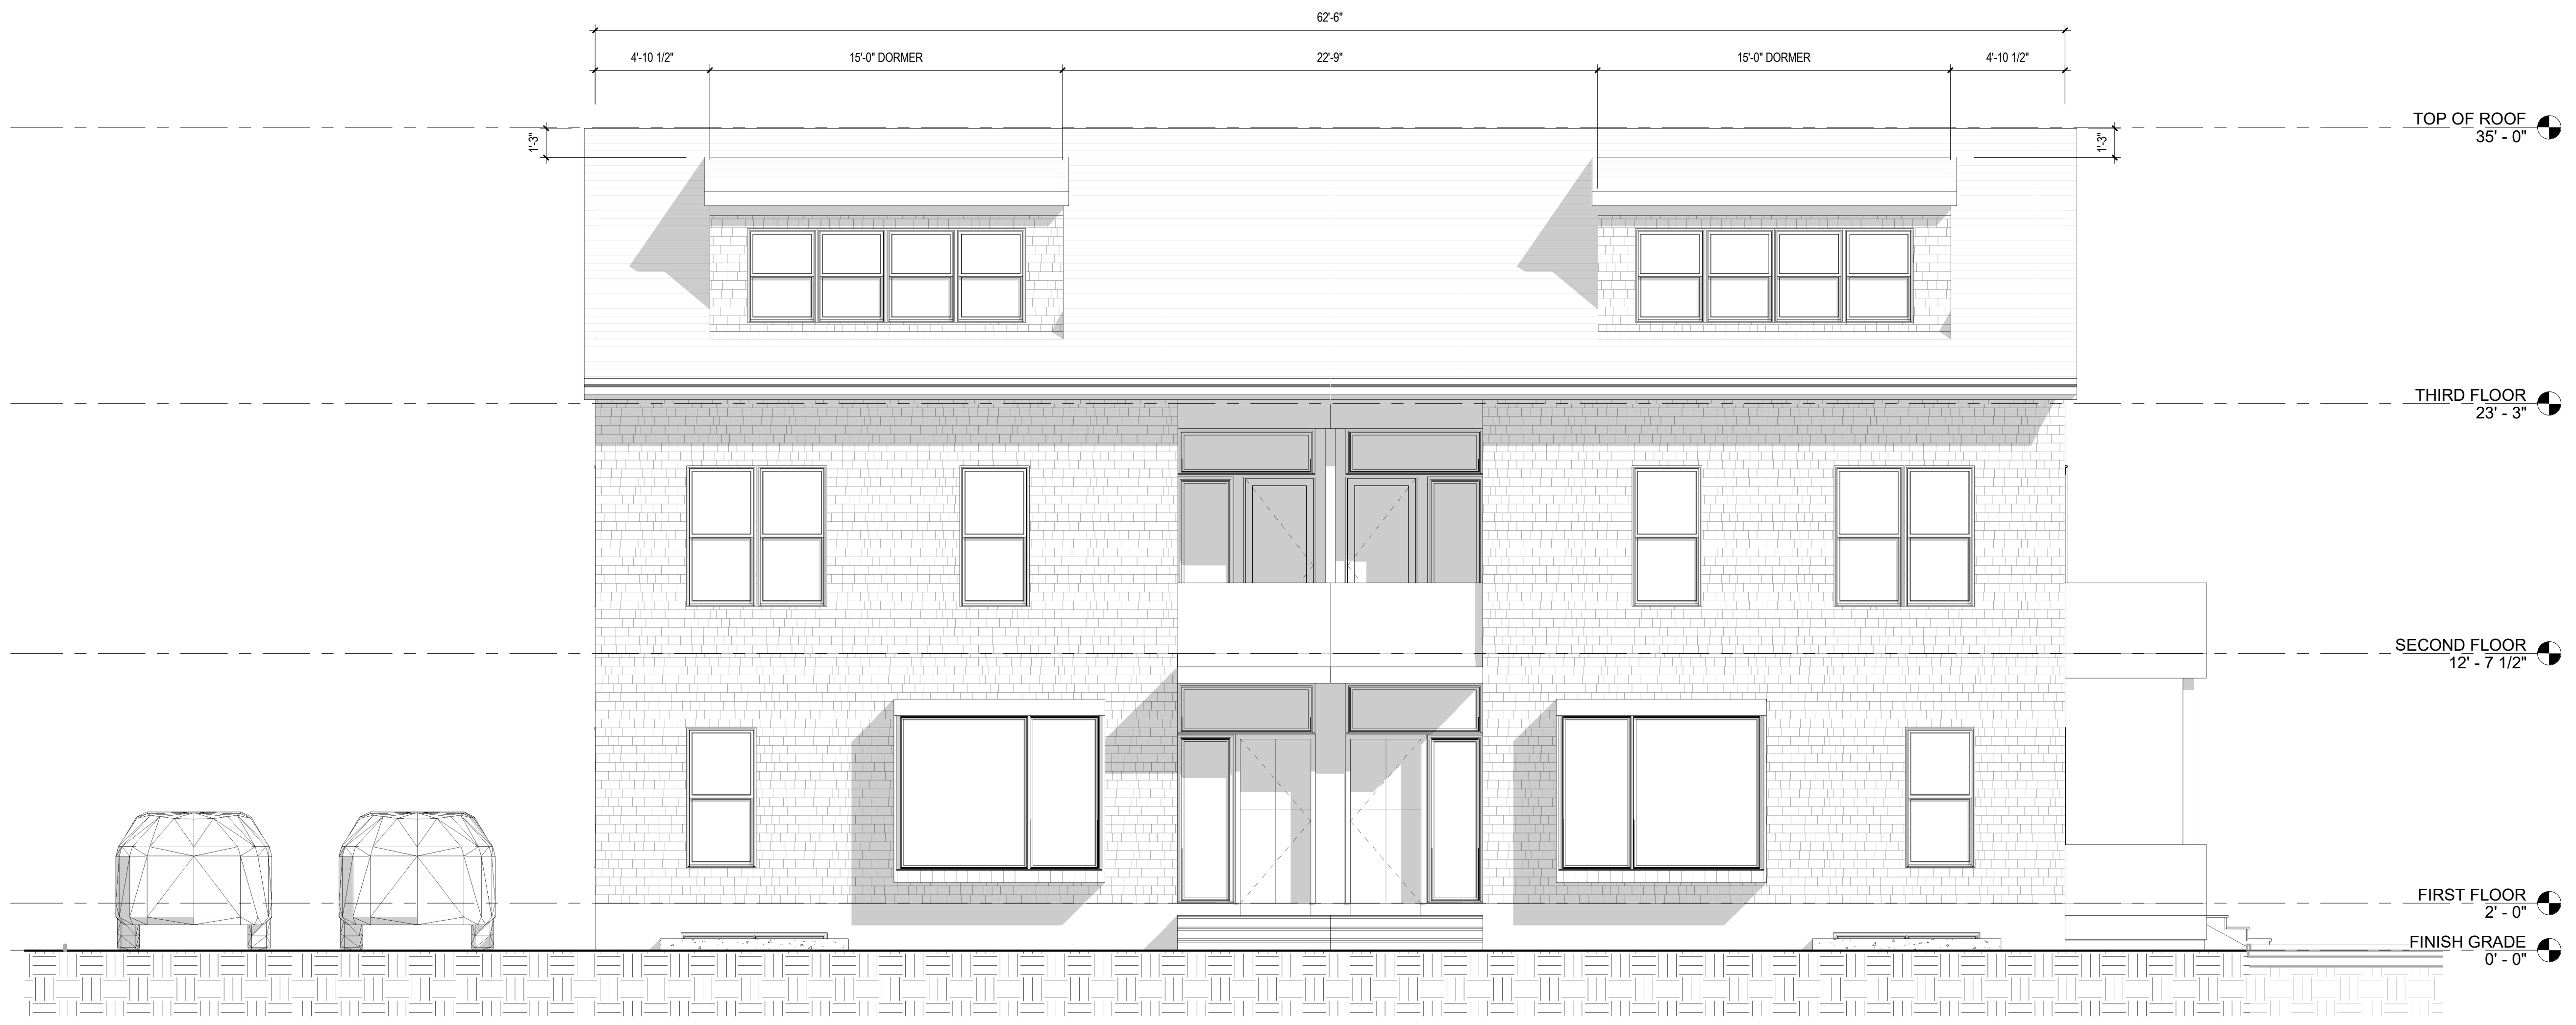 62'-6"
4'-10 1/2"
15'-0" DORMER
22'-9"
15'-0" DORMER
4'-10 1/2"
1'-3"
1'-3"
TOP OF ROOF
35' - 0"
THIRD FLOOR
23' - 3"
SECOND FLOOR
12' - 7 1/2"
FIRST FLOOR
2' - 0"
FINISH GRADE
0' - 0"